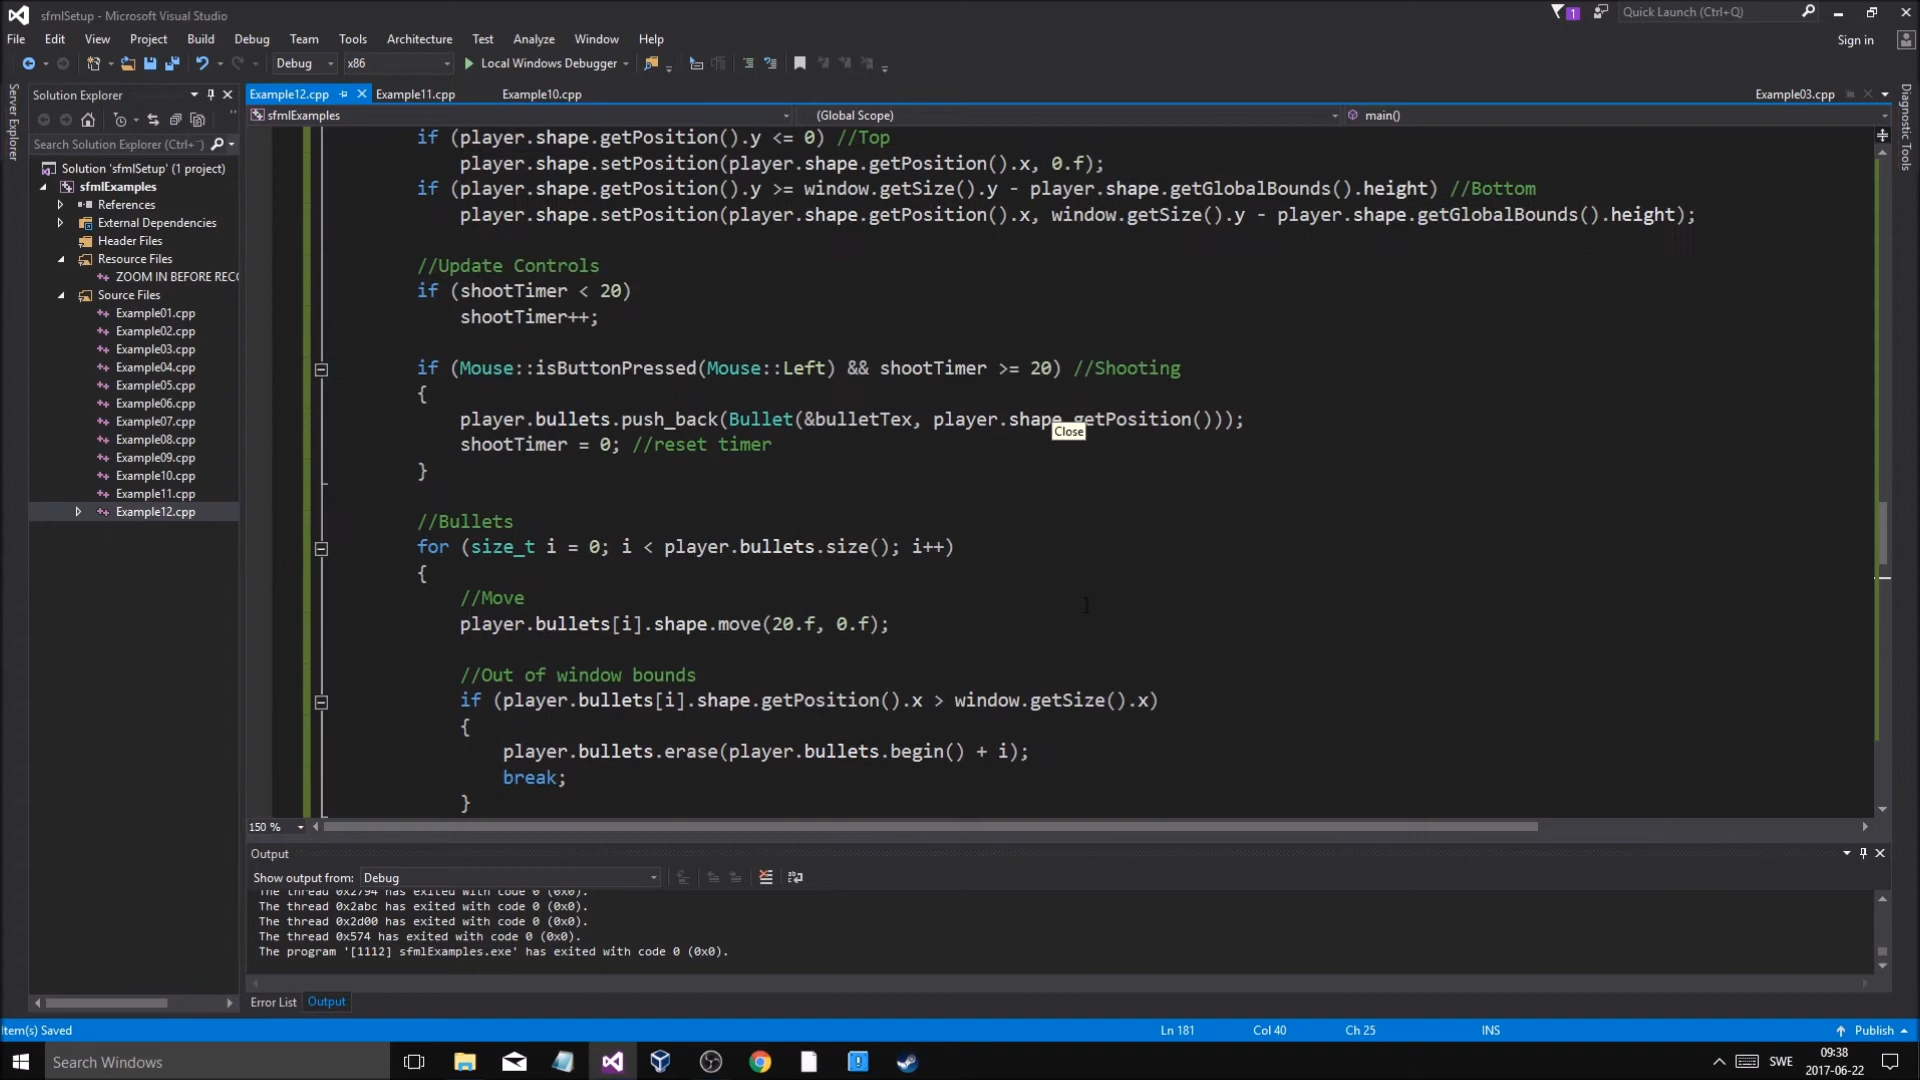 sfmlSetup - Microsoft Visual Studio
1
Quick Launch (Ctrl+Q)
File Edit View Project Build Debug Team Tools Architecture Test Analyze Window Help
Sign in
Debug x86 Local Windows Debugger
Server Explorer
Solution Explorer
Search Solution Explorer (Ctrl+
Solution 'sfmlSetup' (1 project)
sfmlExamples
References
External Dependencies
Header Files
Resource Files
ZOOM IN BEFORE REC
Source Files
Example01.cpp
Example02.cpp
Example03.cpp
Example04.cpp
Example05.cpp
Example06.cpp
Example07.cpp
Example08.cpp
Example09.cpp
Example10.cpp
Example11.cpp
Example12.cpp
Example12.cpp Example11.cpp Example10.cpp Example03.cpp
sfmlExamples (Global Scope) main()
Diagnostic Tools
if (player.shape.getPosition().y <= 0) //Top
player.shape.setPosition(player.shape.getPosition().x, 0.f);
if (player.shape.getPosition().y >= window.getSize().y - player.shape.getGlobalBounds().height) //Bottom
player.shape.setPosition(player.shape.getPosition().x, window.getSize().y - player.shape.getGlobalBounds().height);
//Update Controls
if (shootTimer < 20)
shootTimer++;
if (Mouse::isButtonPressed(Mouse::Left) && shootTimer >= 20) //Shooting
{
player.bullets.push_back(Bullet(&bulletTex, player.shape.getPosition()));
Close
shootTimer = 0; //reset timer
}
//Bullets
for (size_t i = 0; i < player.bullets.size(); i++)
{
//Move
player.bullets[i].shape.move(20.f, 0.f);
//Out of window bounds
if (player.bullets[i].shape.getPosition().x > window.getSize().x)
{
player.bullets.erase(player.bullets.begin() + i);
break;
}
150 %
Output
Show output from: Debug
The thread 0x2794 has exited with code 0 (0x0).
The thread 0x2abc has exited with code 0 (0x0).
The thread 0x2d00 has exited with code 0 (0x0).
The thread 0x574 has exited with code 0 (0x0).
The program '[1112] sfmlExamples.exe' has exited with code 0 (0x0).
Error List Output
Item(s) Saved Ln 181 Col 40 Ch 25 INS Publish
Search Windows
SWE
09:38
2017-06-22